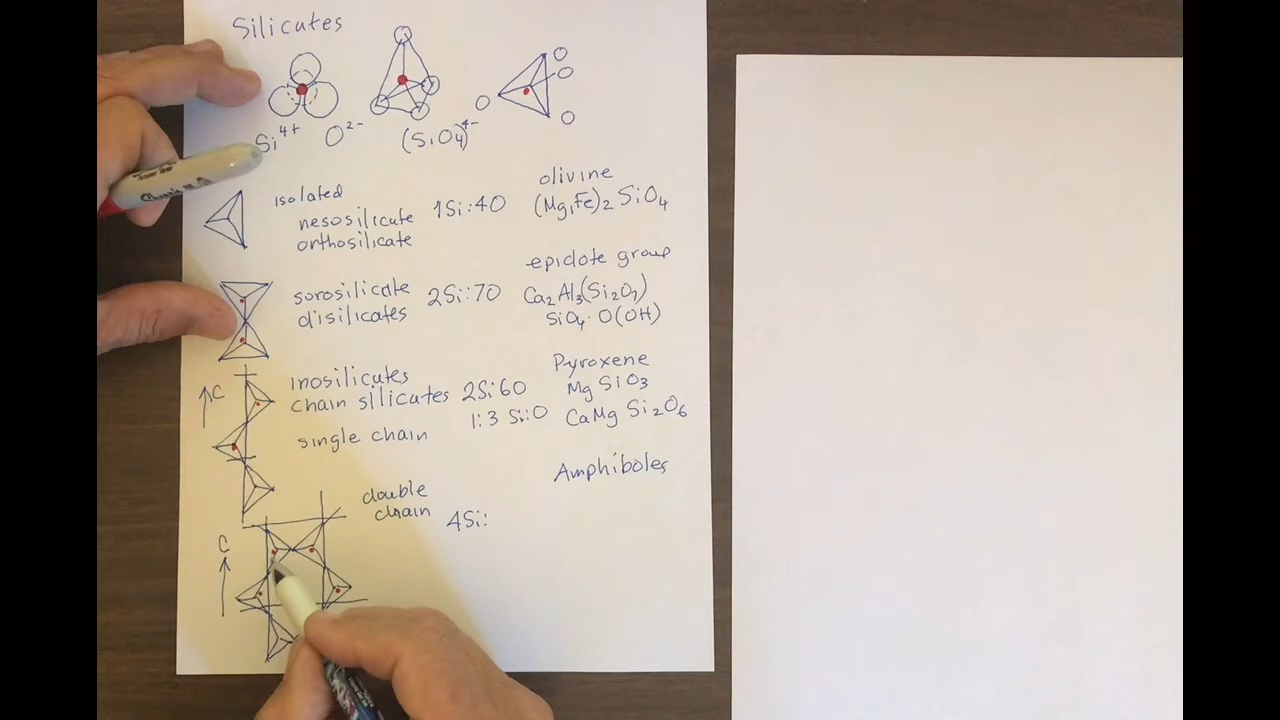 Silicates
Si4+ O2- (SiO4)4-
isolated
nesosilicate
orthosilicate
1Si:4O
olivine
(Mg,Fe)2 SiO4
sorosilicate
disilicates
2Si:7O
epidote group
Ca2Al3(Si2O7)
SiO4·O(OH)
C
inosilicates
chain silicates
single chain
2Si:6O
1:3 Si:O
Pyroxene
MgSiO3
CaMg Si2O6
Amphiboles
double
chain
4Si:
C